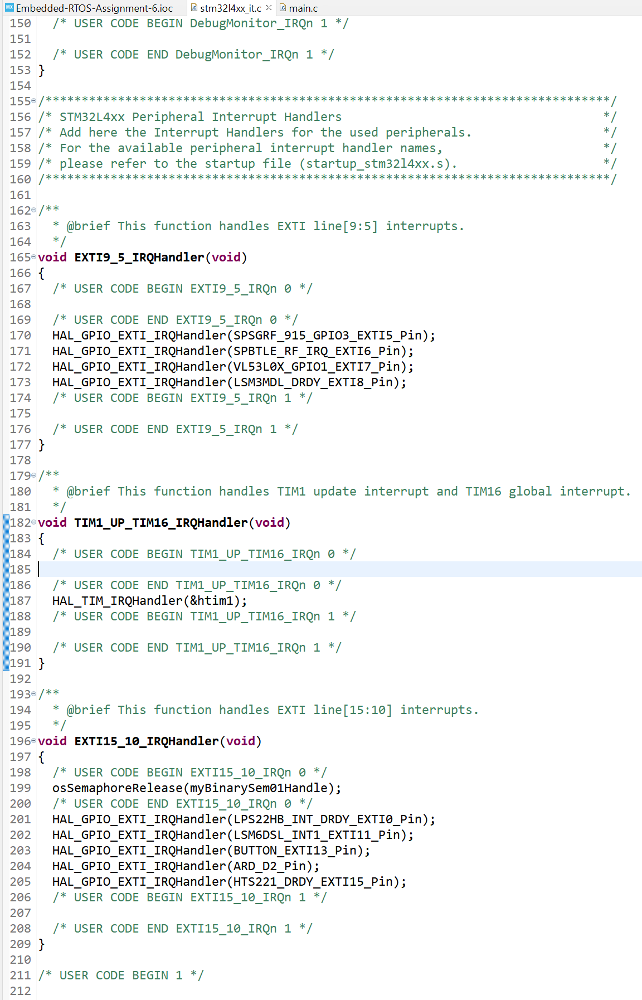 Embedded-RTOS-Assignment-6.ioc stm32l4xx_it.c main.c
150 /* USER CODE BEGIN DebugMonitor_IRQn 1 */
151
152 /* USER CODE END DebugMonitor_IRQn 1 */
153 }
154
155 /******************************************************************************/
156 /* STM32L4xx Peripheral Interrupt Handlers */
157 /* Add here the Interrupt Handlers for the used peripherals. */
158 /* For the available peripheral interrupt handler names, */
159 /* please refer to the startup file (startup_stm32l4xx.s). */
160 /******************************************************************************/
161
162 /**
163 * @brief This function handles EXTI line[9:5] interrupts.
164 */
165 void EXTI9_5_IRQHandler(void)
166 {
167 /* USER CODE BEGIN EXTI9_5_IRQn 0 */
168
169 /* USER CODE END EXTI9_5_IRQn 0 */
170 HAL_GPIO_EXTI_IRQHandler(SPSGRF_915_GPIO3_EXTI5_Pin);
171 HAL_GPIO_EXTI_IRQHandler(SPBTLE_RF_IRQ_EXTI6_Pin);
172 HAL_GPIO_EXTI_IRQHandler(VL53L0X_GPIO1_EXTI7_Pin);
173 HAL_GPIO_EXTI_IRQHandler(LSM3MDL_DRDY_EXTI8_Pin);
174 /* USER CODE BEGIN EXTI9_5_IRQn 1 */
175
176 /* USER CODE END EXTI9_5_IRQn 1 */
177 }
178
179 /**
180 * @brief This function handles TIM1 update interrupt and TIM16 global interrupt.
181 */
182 void TIM1_UP_TIM16_IRQHandler(void)
183 {
184 /* USER CODE BEGIN TIM1_UP_TIM16_IRQn 0 */
185
186 /* USER CODE END TIM1_UP_TIM16_IRQn 0 */
187 HAL_TIM_IRQHandler(&htim1);
188 /* USER CODE BEGIN TIM1_UP_TIM16_IRQn 1 */
189
190 /* USER CODE END TIM1_UP_TIM16_IRQn 1 */
191 }
192
193 /**
194 * @brief This function handles EXTI line[15:10] interrupts.
195 */
196 void EXTI15_10_IRQHandler(void)
197 {
198 /* USER CODE BEGIN EXTI15_10_IRQn 0 */
199 osSemaphoreRelease(myBinarySem01Handle);
200 /* USER CODE END EXTI15_10_IRQn 0 */
201 HAL_GPIO_EXTI_IRQHandler(LPS22HB_INT_DRDY_EXTI0_Pin);
202 HAL_GPIO_EXTI_IRQHandler(LSM6DSL_INT1_EXTI11_Pin);
203 HAL_GPIO_EXTI_IRQHandler(BUTTON_EXTI13_Pin);
204 HAL_GPIO_EXTI_IRQHandler(ARD_D2_Pin);
205 HAL_GPIO_EXTI_IRQHandler(HTS221_DRDY_EXTI15_Pin);
206 /* USER CODE BEGIN EXTI15_10_IRQn 1 */
207
208 /* USER CODE END EXTI15_10_IRQn 1 */
209 }
210
211 /* USER CODE BEGIN 1 */
212